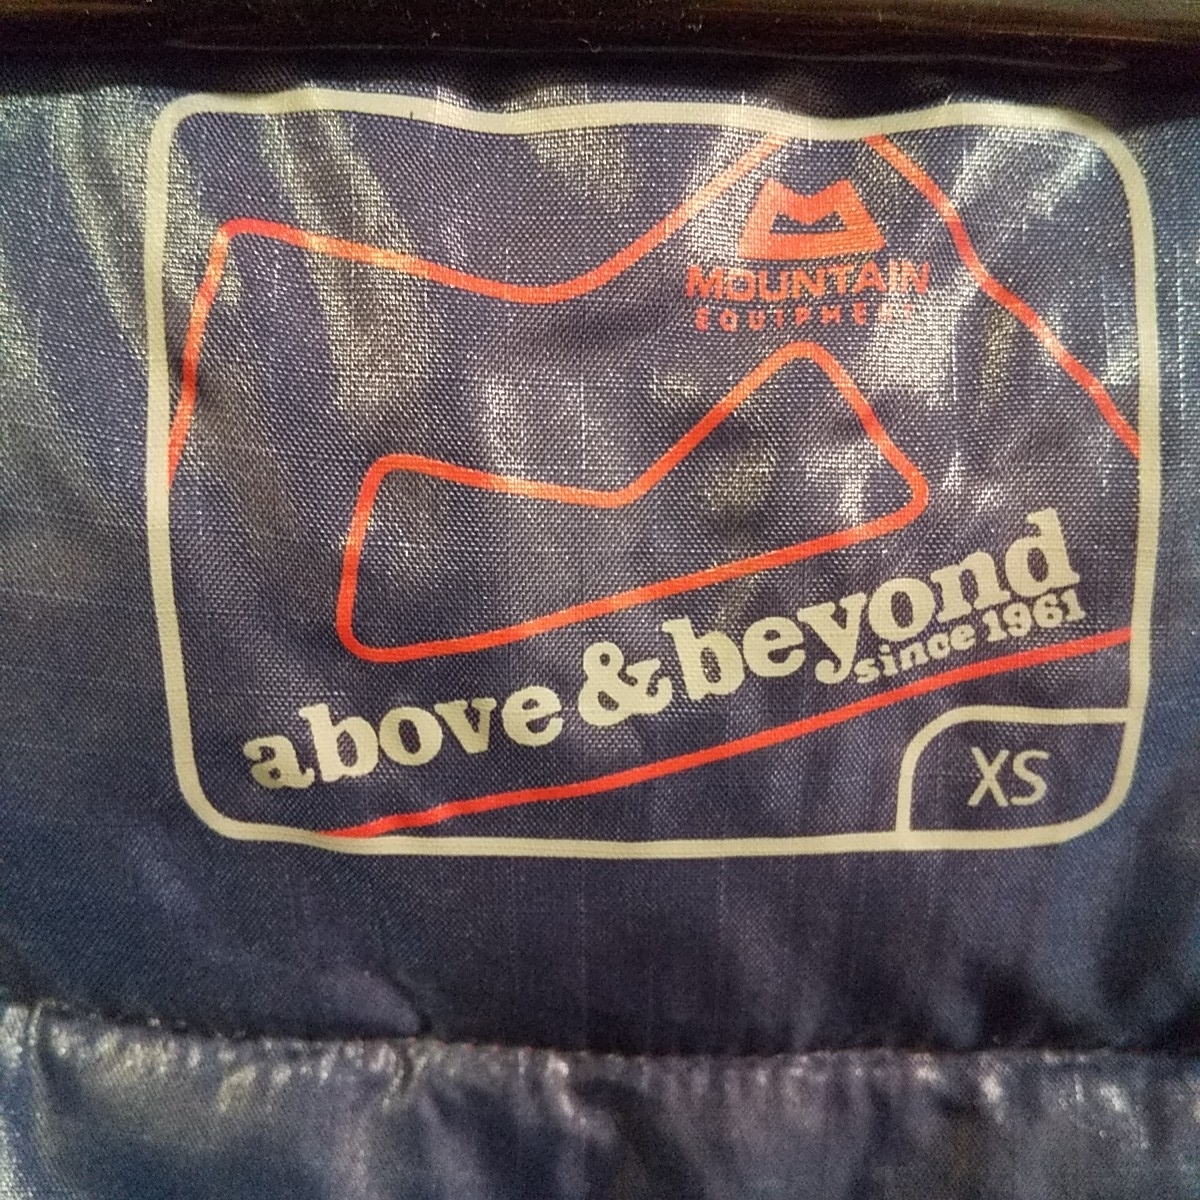 MOUNTAIN
EQUIPMENT
above & beyond
since 1961
XS